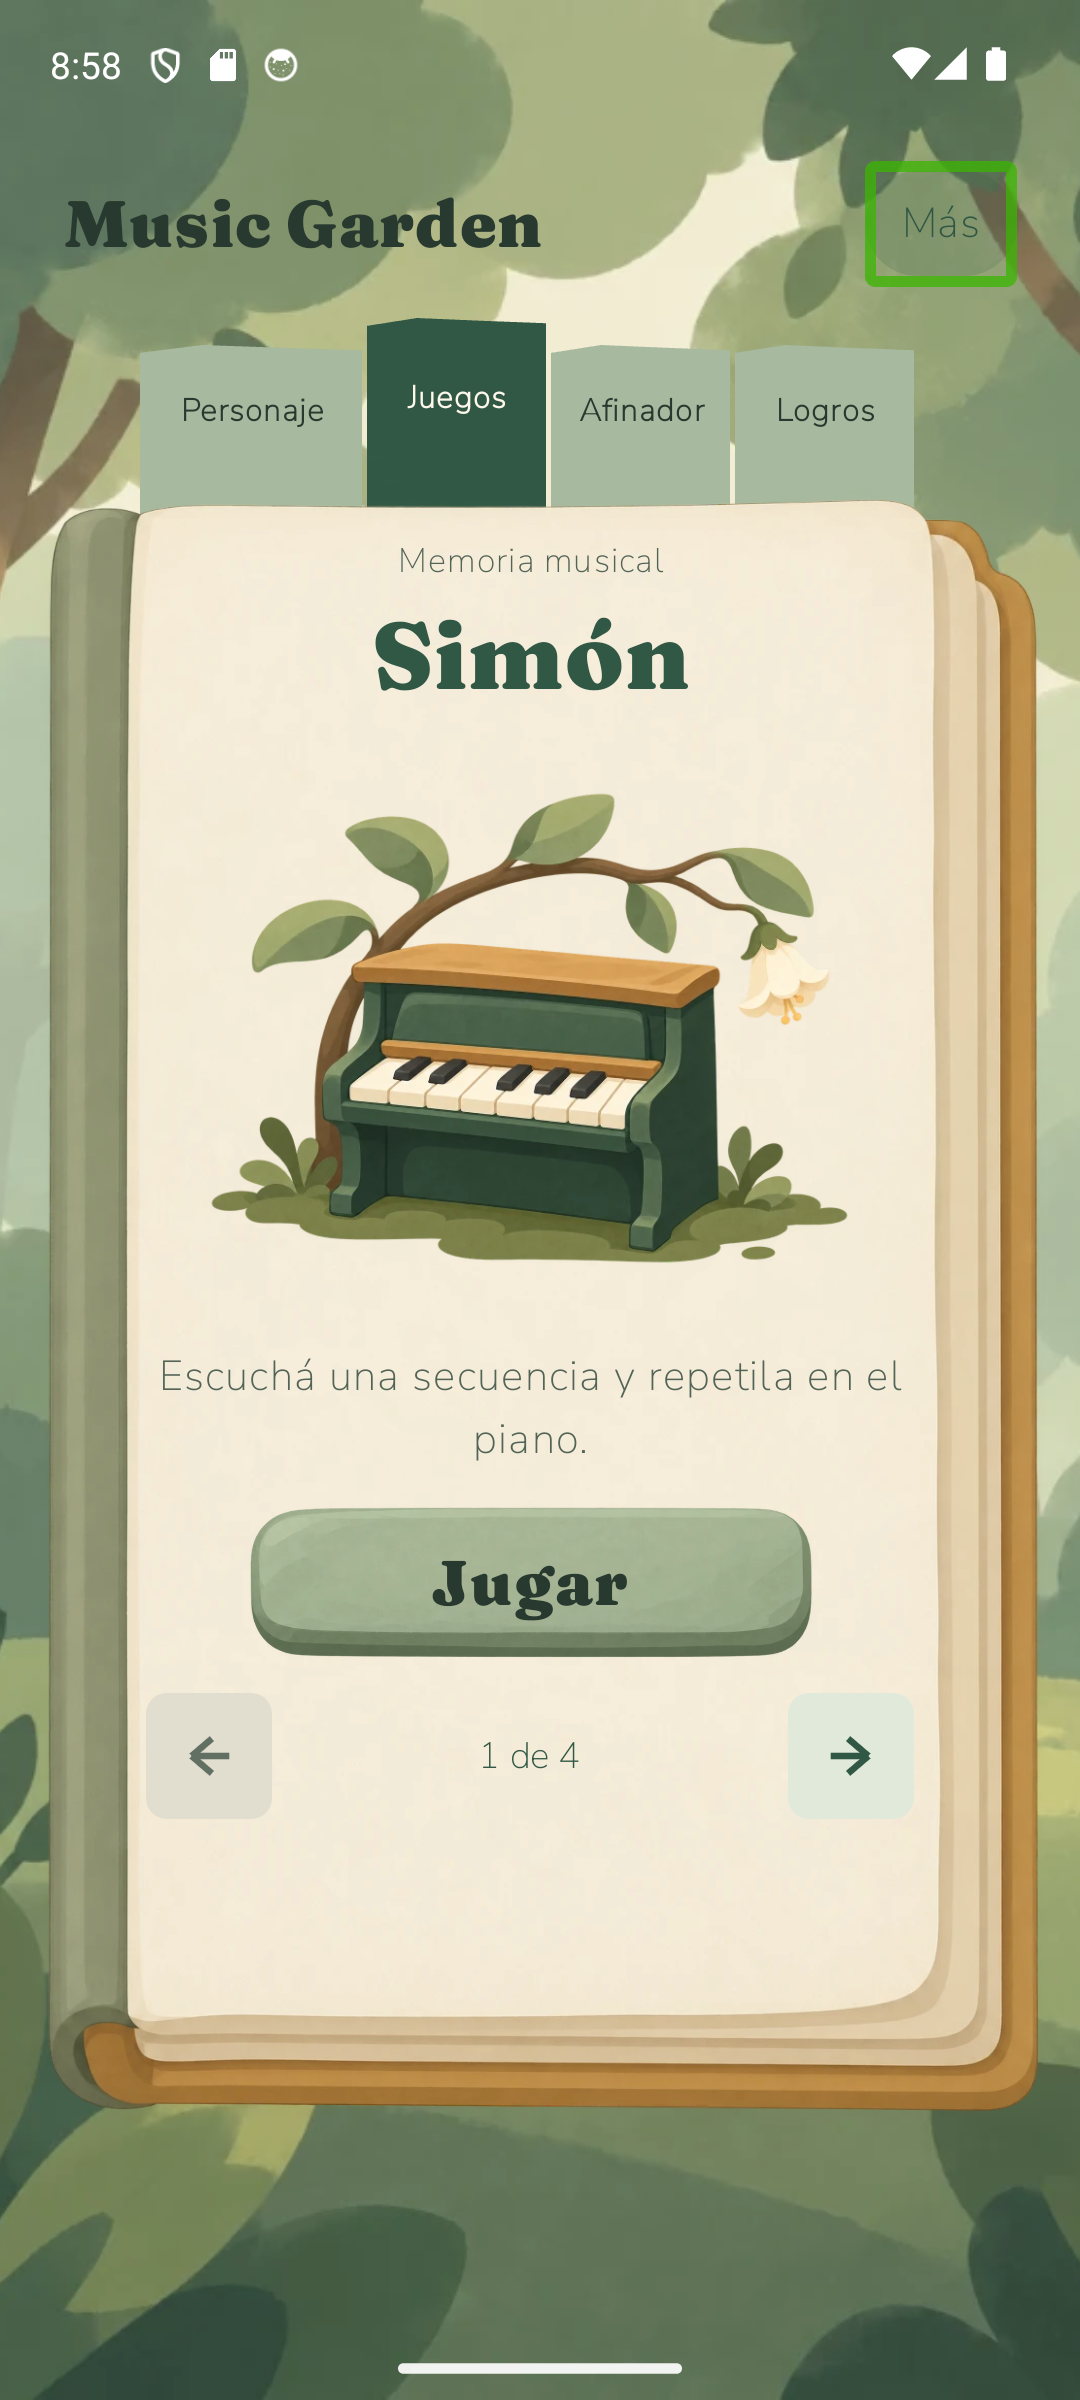 8:58
Music Garden
Más
Personaje
Juegos
Afinador
Logros
Memoria musical
Simón
Escuchá una secuencia y repetila en el
piano.
Jugar
1 de 4